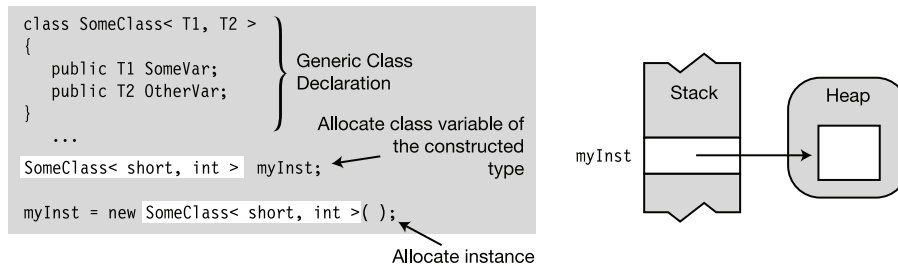 class SomeClass< T1, T2 >
{
public T1 SomeVar;
public T2 OtherVar;
}
...
Generic Class
Declaration
Allocate class variable of
the constructed
type
SomeClass< short, int > myInst;
myInst = new SomeClass< short, int >( );
Allocate instance
Stack
Heap
myInst